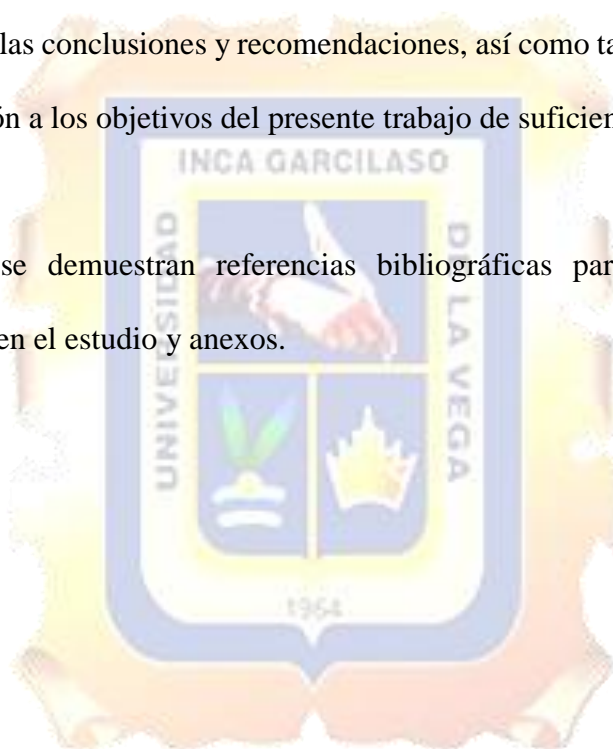 las conclusiones y recomendaciones, así como ta
ón a los objetivos del presente trabajo de suficien
INCA GARCILASO
UNIVERSIDAD
DE LA VEGA
se demuestran referencias bibliográficas par
en el estudio y anexos.
1964